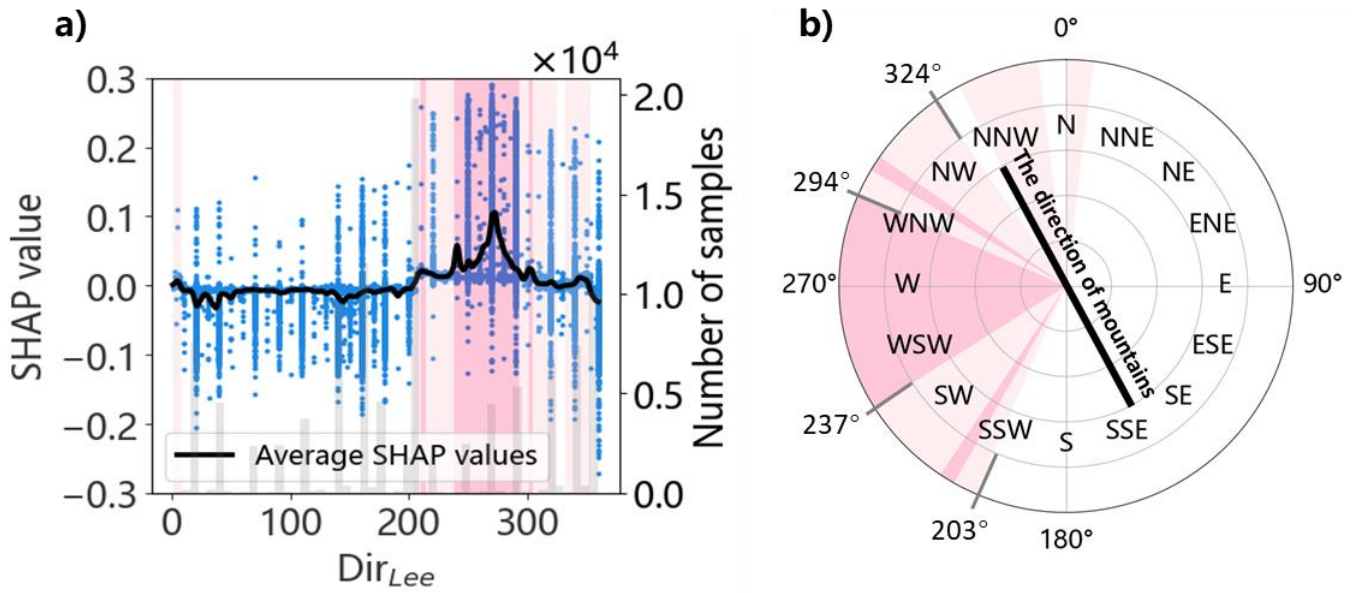 a)
×10⁴
0.3
0.2
0.1
0.0
−0.1
−0.2
−0.3
SHAP value
2.0
1.5
1.0
0.5
0.0
Number of samples
Average SHAP values
0 100 200 300
Dir_Lee
b)
0°
324°
294°
270°
237°
203°
180°
90°
N
NNE
NE
ENE
E
ESE
SE
SSE
S
SSW
SW
WSW
W
WNW
NW
NNW
The direction of mountains